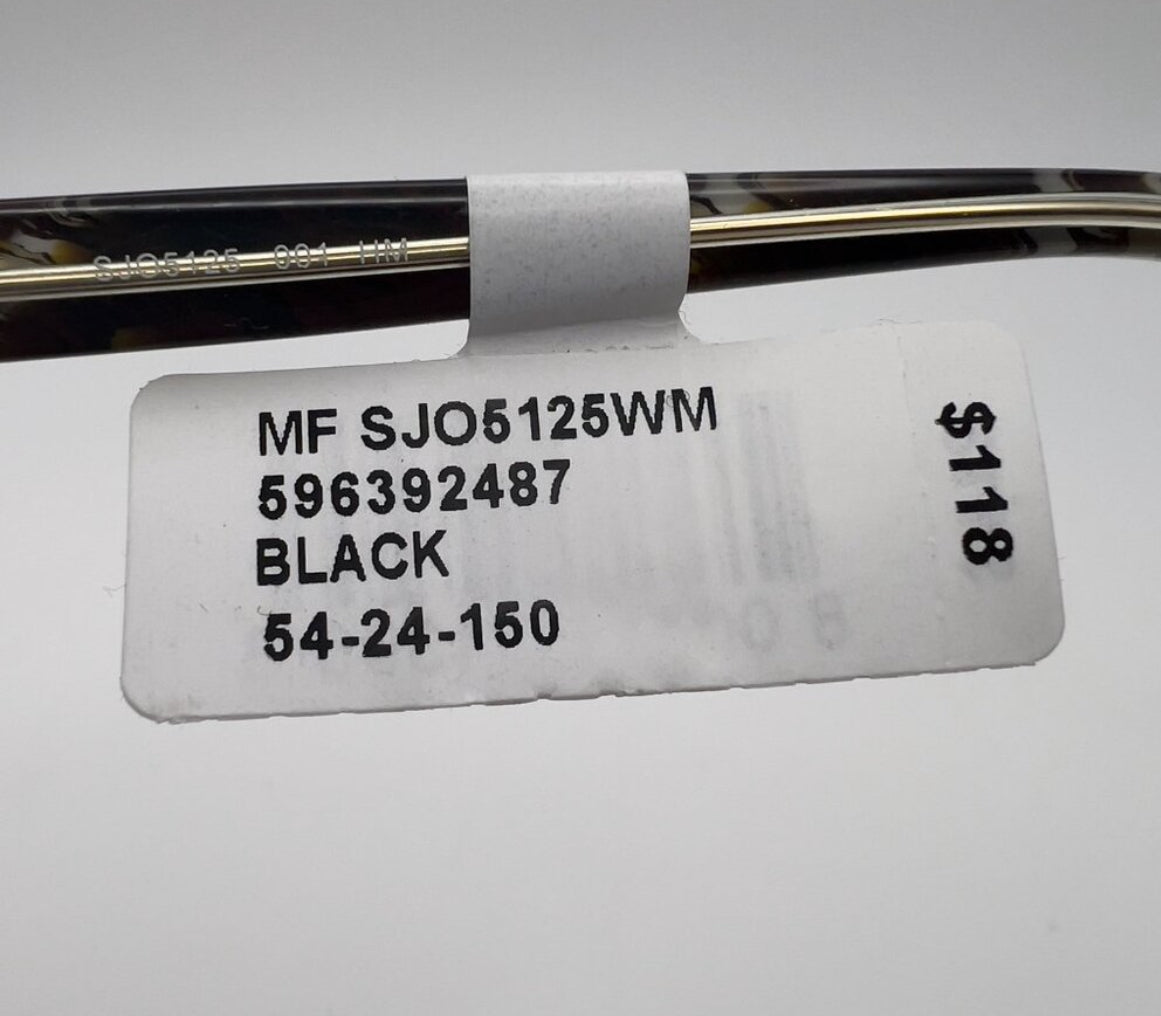 SJO5125 001 HM
MF SJO5125WM
596392487
BLACK
54-24-150
$118